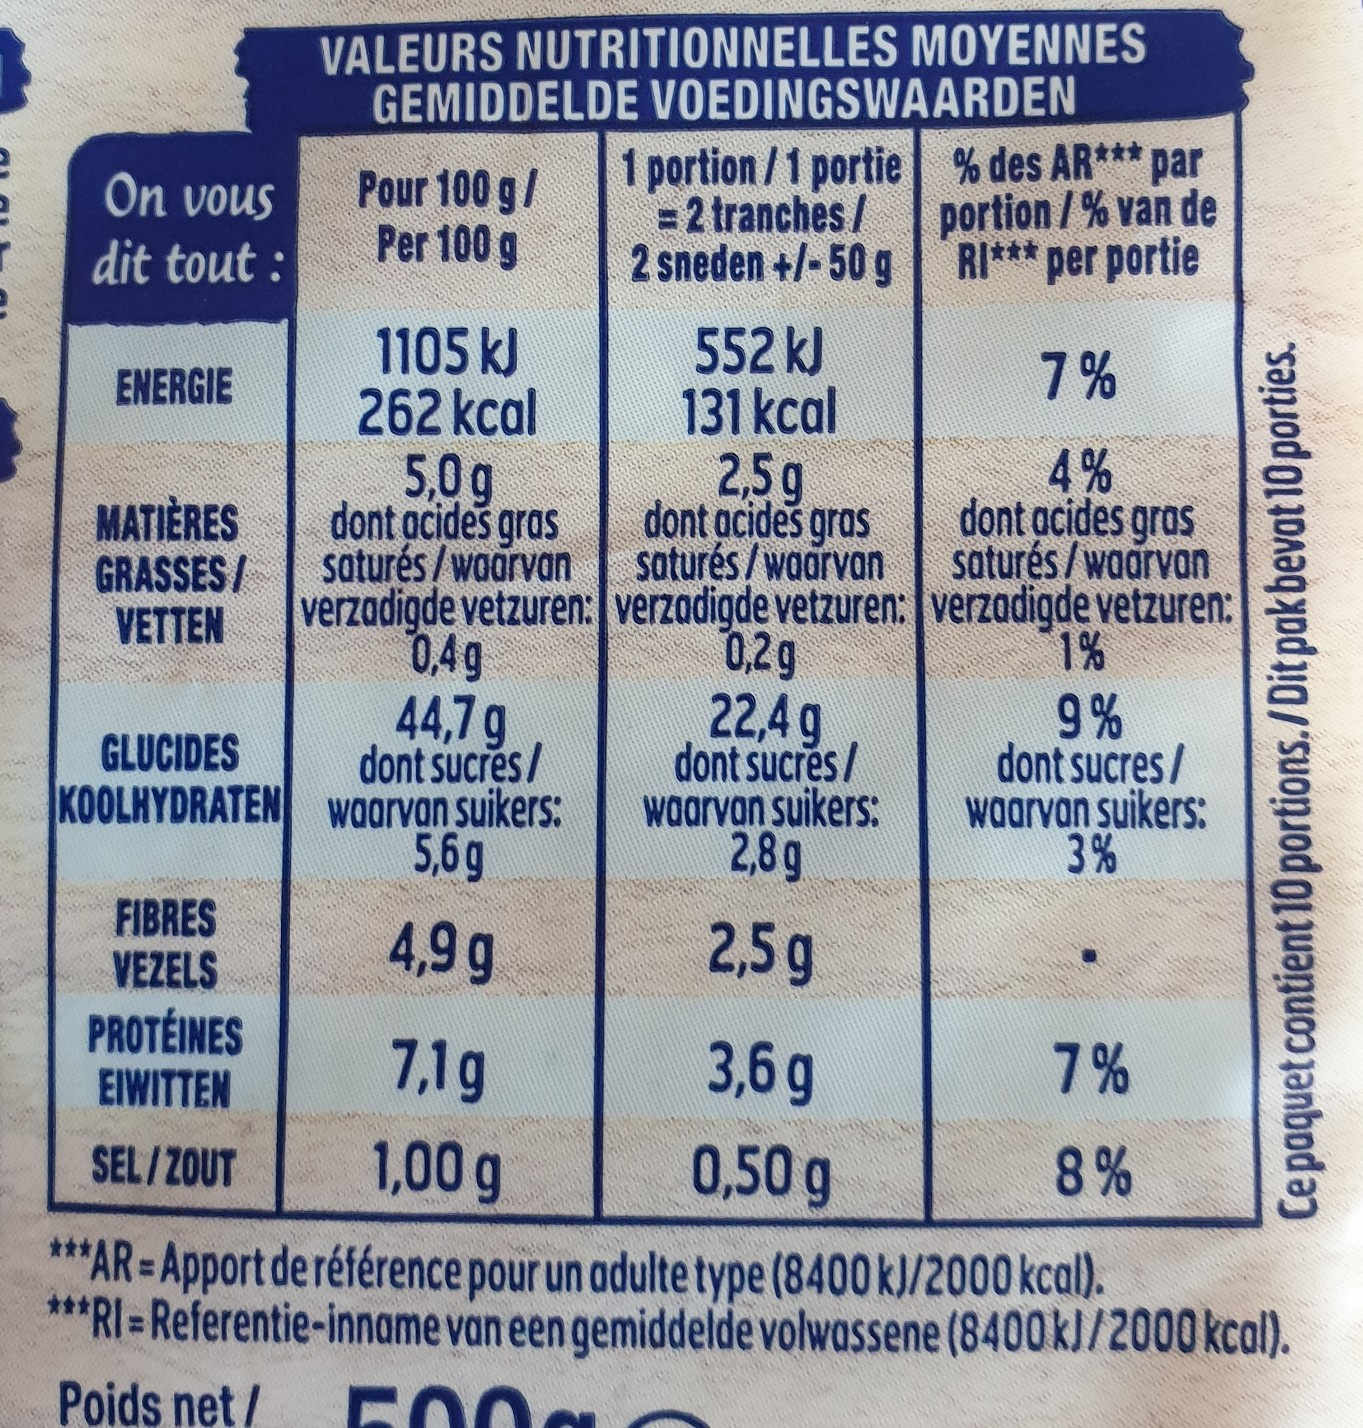 VALEURS NUTRITIONNELLES MOYENNES
GEMIDDELDE VOEDINGSWAARDEN
On vous
dit tout :
Pour 100 g /
Per 100 g
1 portion / 1 portie
= 2 tranches /
2 sneden +/- 50 g
% des AR*** par
portion / % van de
RI*** per portie
ENERGIE
1105 kJ
262 kcal
552 kJ
131 kcal
7 %
MATIÈRES
GRASSES /
VETTEN
5,0 g
dont acides gras
saturés / waarvan
verzadigde vetzuren:
0,4 g
2,5 g
dont acides gras
saturés / waarvan
verzadigde vetzuren:
0,2 g
4 %
dont acides gras
saturés / waarvan
verzadigde vetzuren:
1 %
GLUCIDES
KOOLHYDRATEN
44,7 g
dont sucres /
waarvan suikers:
5,6 g
22,4 g
dont sucres /
waarvan suikers:
2,8 g
9 %
dont sucres /
waarvan suikers:
3 %
FIBRES
VEZELS
4,9 g
2,5 g
-
PROTÉINES
EIWITTEN
7,1 g
3,6 g
7 %
SEL / ZOUT
1,00 g
0,50 g
8 %
Ce paquet contient 10 portions. / Dit pak bevat 10 porties.
***AR = Apport de référence pour un adulte type (8400 kJ/2000 kcal).
***RI = Referentie-inname van een gemiddelde volwassene (8400 kJ/2000 kcal).
Poids net /
500g